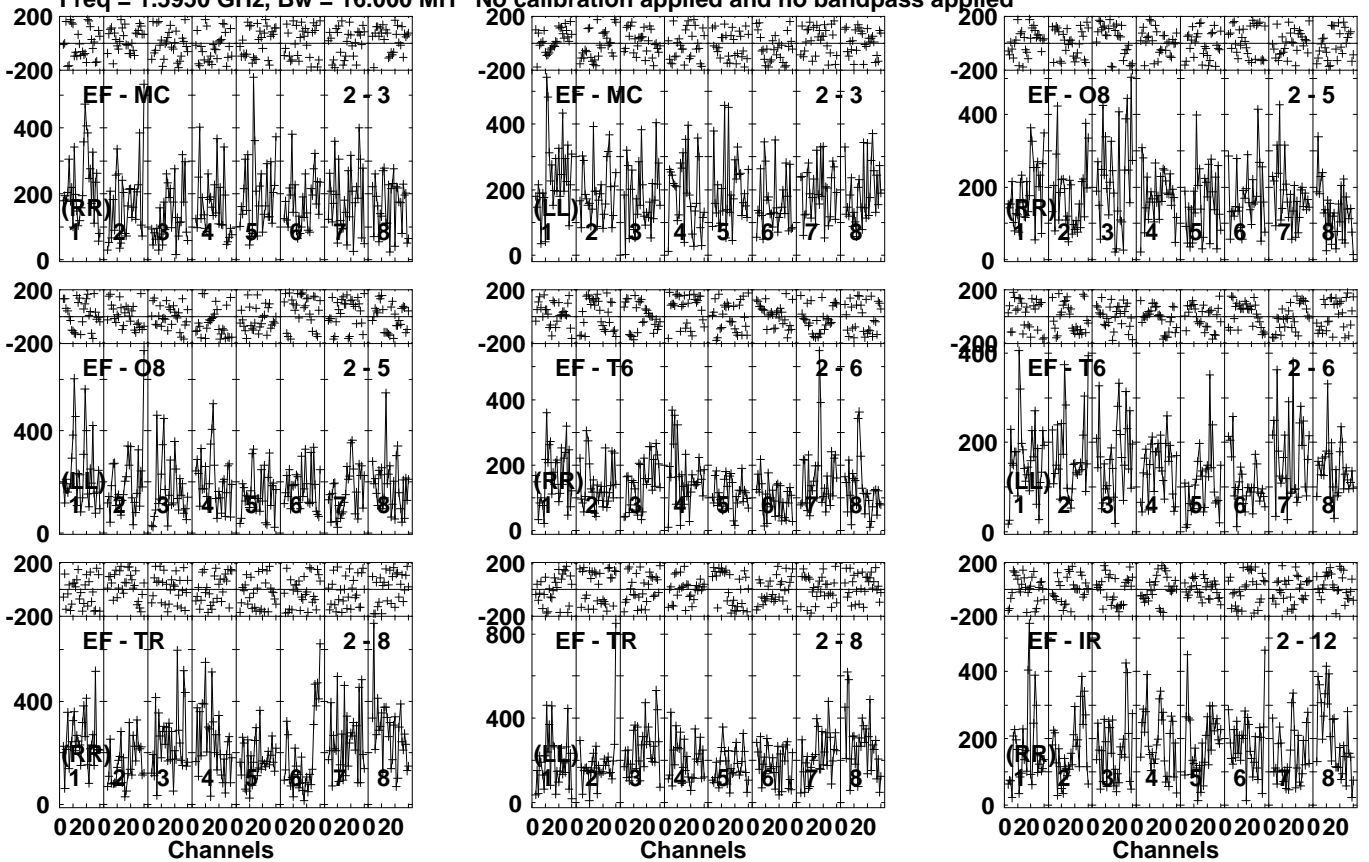 Freq = 1.5950 GHz, Bw = 16.000 MH No calibration applied and no bandpass applied
200 200 200
-200 -200 -200
EF - MC 2 - 3 EF - MC 2 - 3 EF - O8 2 - 5
400 400 400
200 200 200
(RR) (LL) (RR)
1 2 3 4 5 6 7 8 1 2 3 4 5 6 7 8 1 2 3 4 5 6 7 8
0 0 0
200 200 200
-200 -200 -200
400
EF - O8 2 - 5 EF - T6 2 - 6 EF - T6 2 - 6
400 400
200 200
(LL) (RR) (LL)
1 2 3 4 5 6 7 8 1 2 3 4 5 6 7 8 1 2 3 4 5 6 7 8
0 0 0
200 200 200
-200 -200 -200
800
EF - TR 2 - 8 EF - TR 2 - 8 EF - IR 2 - 12
400 400 400
200 200
(RR) (LL) (RR)
1 2 3 4 5 6 7 8 1 2 3 4 5 6 7 8 1 2 3 4 5 6 7 8
0 0 0
0 20 0 20 0 20 0 20 0 20 0 20 0 20 0 20 0 20 0 20 0 20 0 20 0 20 0 20 0 20 0 20 0 20 0 20 0 20 0 20 0 20 0 20 0 20 0 20
Channels Channels Channels